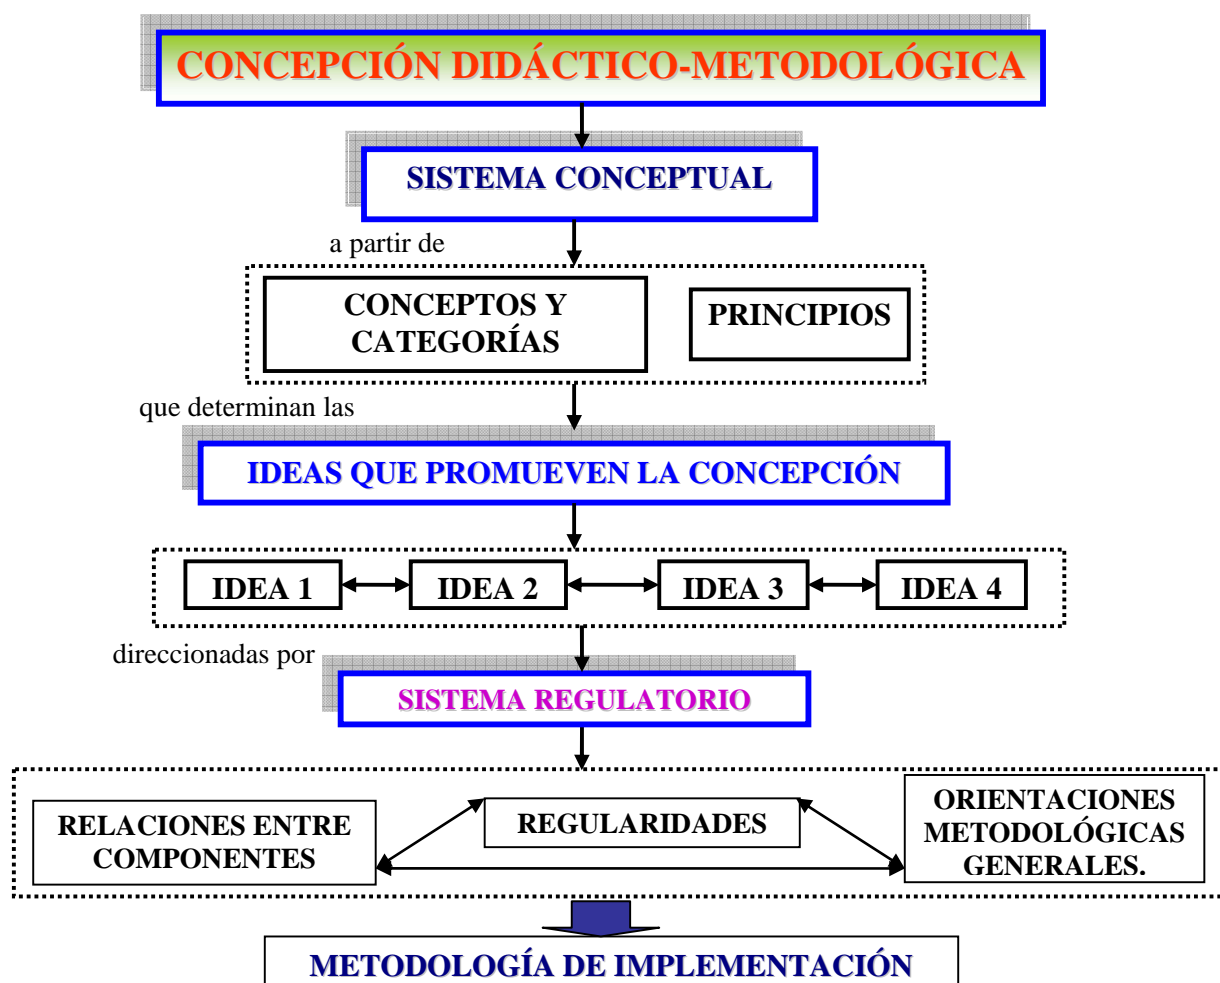 CONCEPCIÓN DIDÁCTICO-METODOLÓGICA
SISTEMA CONCEPTUAL
a partir de
CONCEPTOS Y
CATEGORÍAS
PRINCIPIOS
que determinan las
IDEAS QUE PROMUEVEN LA CONCEPCIÓN
IDEA 1
IDEA 2
IDEA 3
IDEA 4
direccionadas por
SISTEMA REGULATORIO
RELACIONES ENTRE
COMPONENTES
REGULARIDADES
ORIENTACIONES
METODOLÓGICAS
GENERALES.
METODOLOGÍA DE IMPLEMENTACIÓN